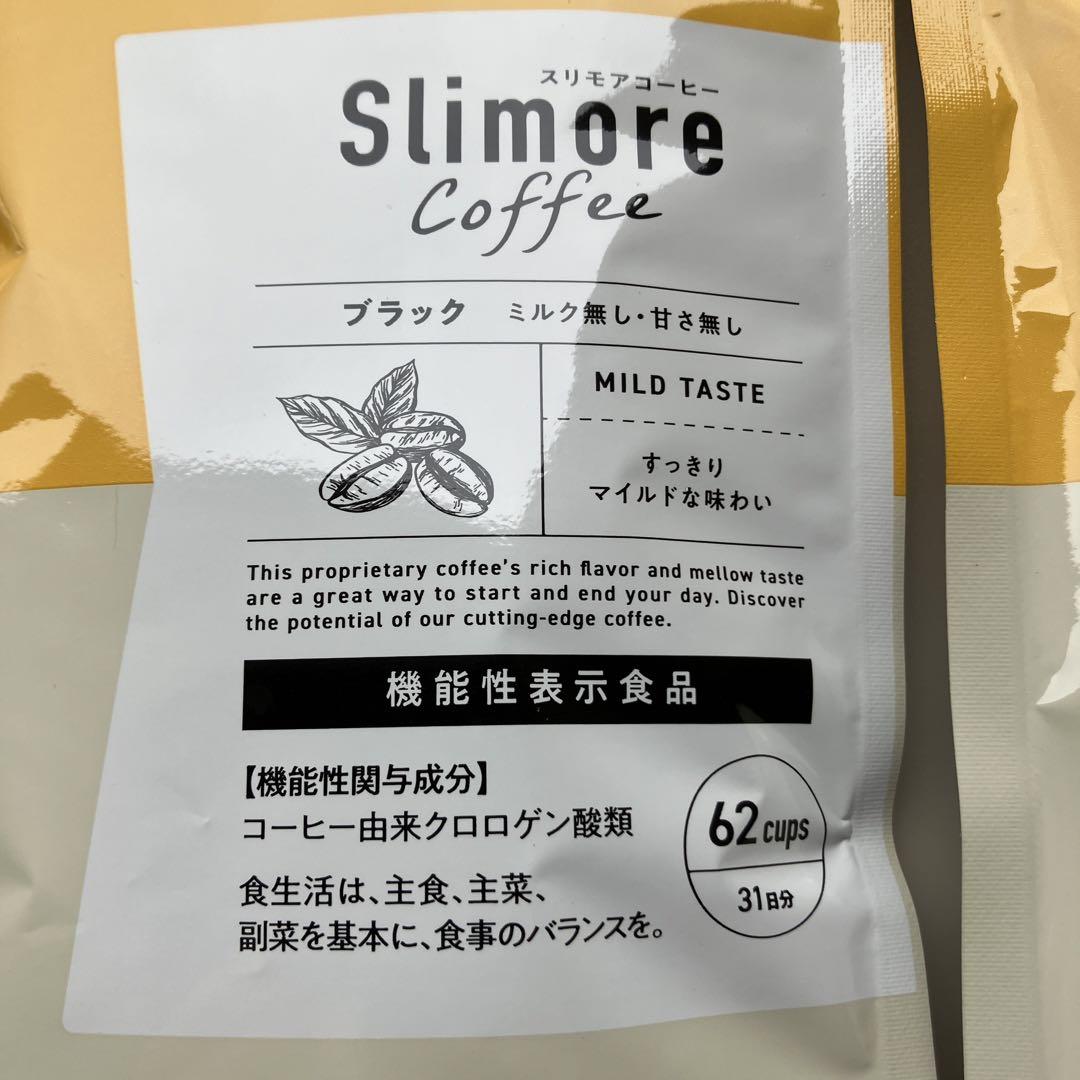 スリモアコーヒー
Slimore
Coffee
ブラック ミルク無し・甘さ無し
MILD TASTE
すっきり
マイルドな味わい
This proprietary coffee's rich flavor and mellow taste
are a great way to start and end your day. Discover
the potential of our cutting-edge coffee.
機能性表示食品
【機能性関与成分】
コーヒー由来クロロゲン酸類
食生活は、主食、主菜、
副菜を基本に、食事のバランスを。
62 cups
31日分